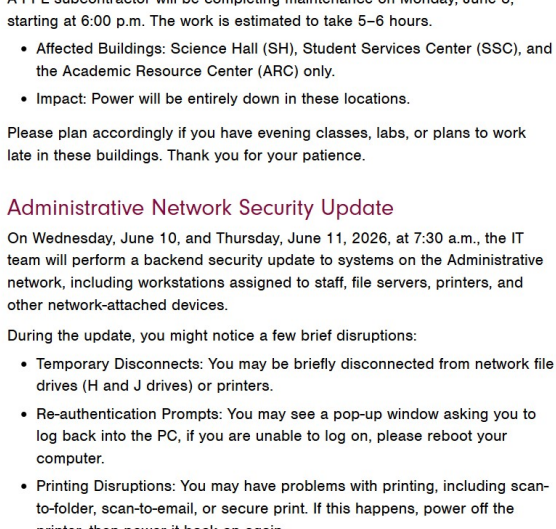 A PPL subcontractor will be completing maintenance on Monday, June 8,
starting at 6:00 p.m. The work is estimated to take 5–6 hours.
• Affected Buildings: Science Hall (SH), Student Services Center (SSC), and
the Academic Resource Center (ARC) only.
• Impact: Power will be entirely down in these locations.
Please plan accordingly if you have evening classes, labs, or plans to work
late in these buildings. Thank you for your patience.
Administrative Network Security Update
On Wednesday, June 10, and Thursday, June 11, 2026, at 7:30 a.m., the IT
team will perform a backend security update to systems on the Administrative
network, including workstations assigned to staff, file servers, printers, and
other network-attached devices.
During the update, you might notice a few brief disruptions:
• Temporary Disconnects: You may be briefly disconnected from network file
drives (H and J drives) or printers.
• Re-authentication Prompts: You may see a pop-up window asking you to
log back into the PC, if you are unable to log on, please reboot your
computer.
• Printing Disruptions: You may have problems with printing, including scan-
to-folder, scan-to-email, or secure print. If this happens, power off the
printer, then power it back on again.